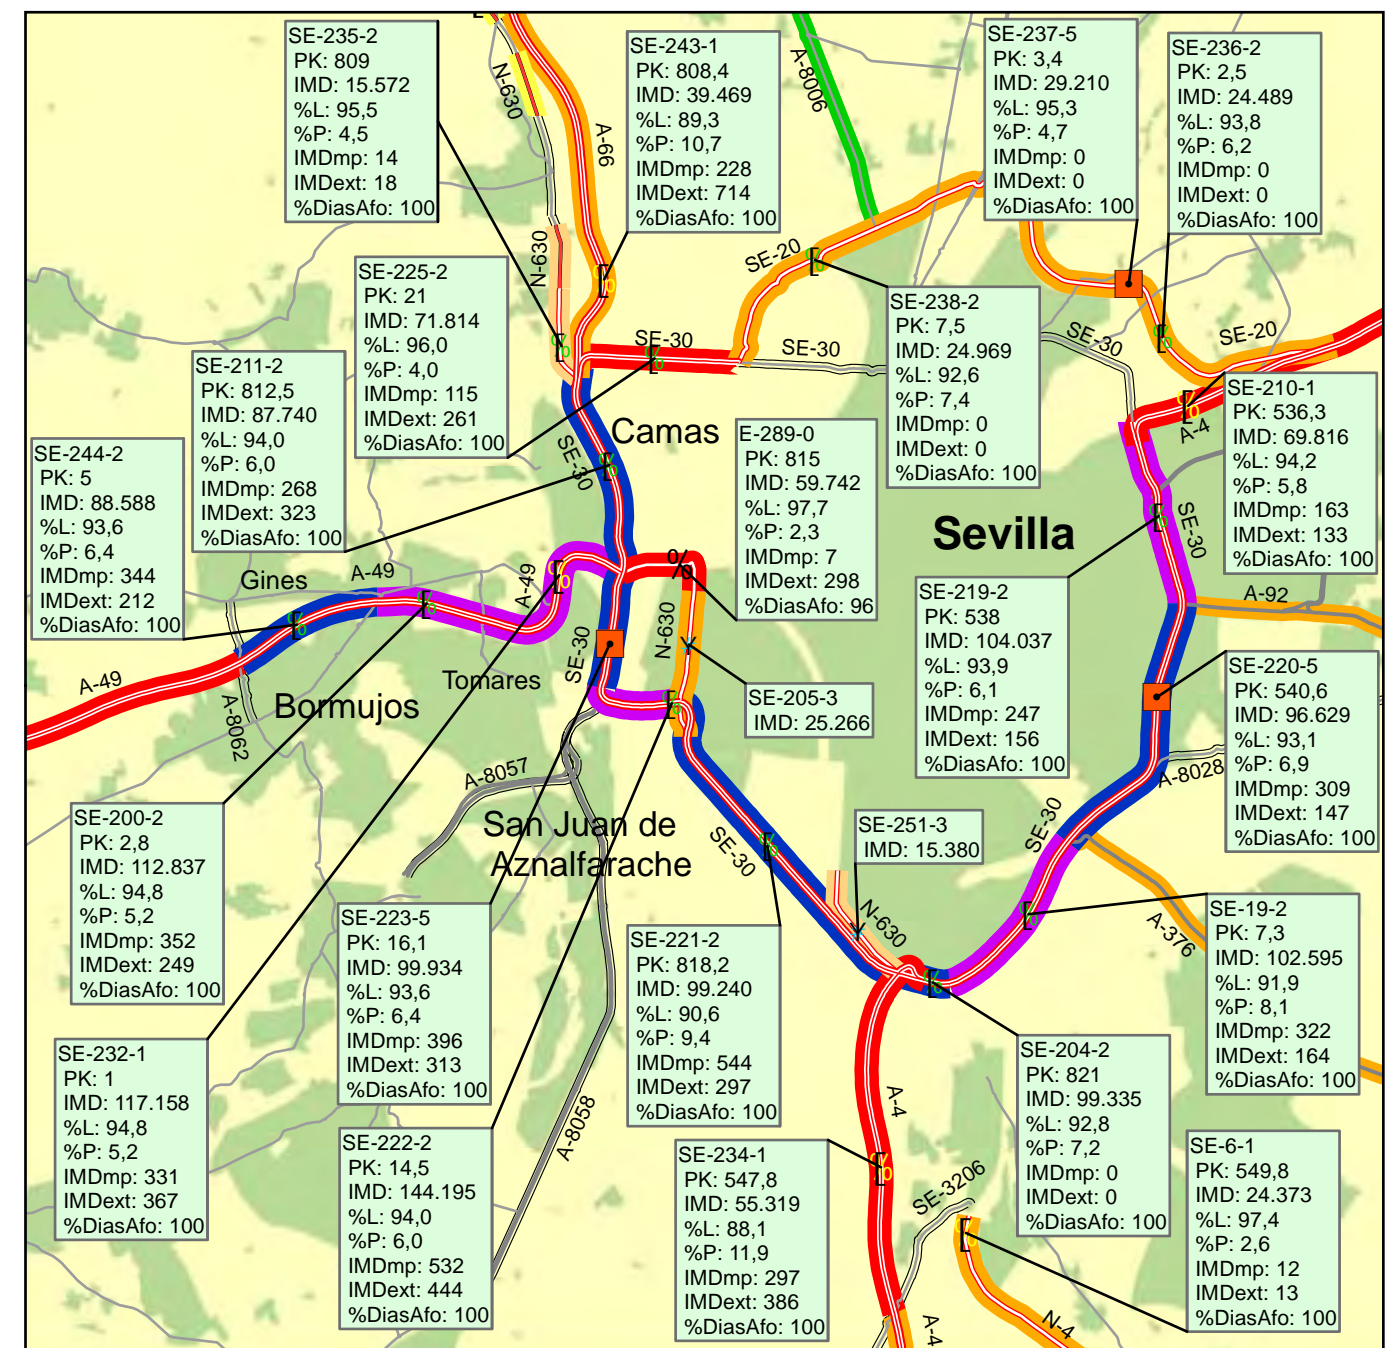 SE-235-2
PK: 809
IMD: 15.572
%L: 95,5
%P: 4,5
IMDmp: 14
IMDext: 18
%DiasAfo: 100
SE-243-1
PK: 808,4
IMD: 39.469
%L: 89,3
%P: 10,7
IMDmp: 228
IMDext: 714
%DiasAfo: 100
SE-237-5
PK: 3,4
IMD: 29.210
%L: 95,3
%P: 4,7
IMDmp: 0
IMDext: 0
%DiasAfo: 100
SE-236-2
PK: 2,5
IMD: 24.489
%L: 93,8
%P: 6,2
IMDmp: 0
IMDext: 0
%DiasAfo: 100
N-630
A-66
A-8006
N-630
SE-20
SE-225-2
PK: 21
IMD: 71.814
%L: 96,0
%P: 4,0
IMDmp: 115
IMDext: 261
%DiasAfo: 100
SE-238-2
PK: 7,5
IMD: 24.969
%L: 92,6
%P: 7,4
IMDmp: 0
IMDext: 0
%DiasAfo: 100
SE-30
SE-30
SE-30
SE-20
SE-211-2
PK: 812,5
IMD: 87.740
%L: 94,0
%P: 6,0
IMDmp: 268
IMDext: 323
%DiasAfo: 100
SE-210-1
PK: 536,3
IMD: 69.816
%L: 94,2
%P: 5,8
IMDmp: 163
IMDext: 133
%DiasAfo: 100
A-4
Camas
SE-30
SE-244-2
PK: 5
IMD: 88.588
%L: 93,6
%P: 6,4
IMDmp: 344
IMDext: 212
%DiasAfo: 100
E-289-0
PK: 815
IMD: 59.742
%L: 97,7
%P: 2,3
IMDmp: 7
IMDext: 298
%DiasAfo: 96
Sevilla
SE-30
Gines
A-49
A-49
%
SE-219-2
PK: 538
IMD: 104.037
%L: 93,9
%P: 6,1
IMDmp: 247
IMDext: 156
%DiasAfo: 100
A-92
N-630
SE-30
SE-220-5
PK: 540,6
IMD: 96.629
%L: 93,1
%P: 6,9
IMDmp: 309
IMDext: 147
%DiasAfo: 100
A-49
Tomares
Bormujos
A-8062
SE-205-3
IMD: 25.266
A-8057
A-8028
SE-200-2
PK: 2,8
IMD: 112.837
%L: 94,8
%P: 5,2
IMDmp: 352
IMDext: 249
%DiasAfo: 100
San Juan de
Aznalfarache
SE-30
SE-251-3
IMD: 15.380
SE-30
N-630
A-376
SE-223-5
PK: 16,1
IMD: 99.934
%L: 93,6
%P: 6,4
IMDmp: 396
IMDext: 313
%DiasAfo: 100
SE-221-2
PK: 818,2
IMD: 99.240
%L: 90,6
%P: 9,4
IMDmp: 544
IMDext: 297
%DiasAfo: 100
SE-19-2
PK: 7,3
IMD: 102.595
%L: 91,9
%P: 8,1
IMDmp: 322
IMDext: 164
%DiasAfo: 100
SE-232-1
PK: 1
IMD: 117.158
%L: 94,8
%P: 5,2
IMDmp: 331
IMDext: 367
%DiasAfo: 100
SE-204-2
PK: 821
IMD: 99.335
%L: 92,8
%P: 7,2
IMDmp: 0
IMDext: 0
%DiasAfo: 100
A-4
A-8058
SE-222-2
PK: 14,5
IMD: 144.195
%L: 94,0
%P: 6,0
IMDmp: 532
IMDext: 444
%DiasAfo: 100
SE-234-1
PK: 547,8
IMD: 55.319
%L: 88,1
%P: 11,9
IMDmp: 297
IMDext: 386
%DiasAfo: 100
SE-3206
SE-6-1
PK: 549,8
IMD: 24.373
%L: 97,4
%P: 2,6
IMDmp: 12
IMDext: 13
%DiasAfo: 100
A-4
N-4